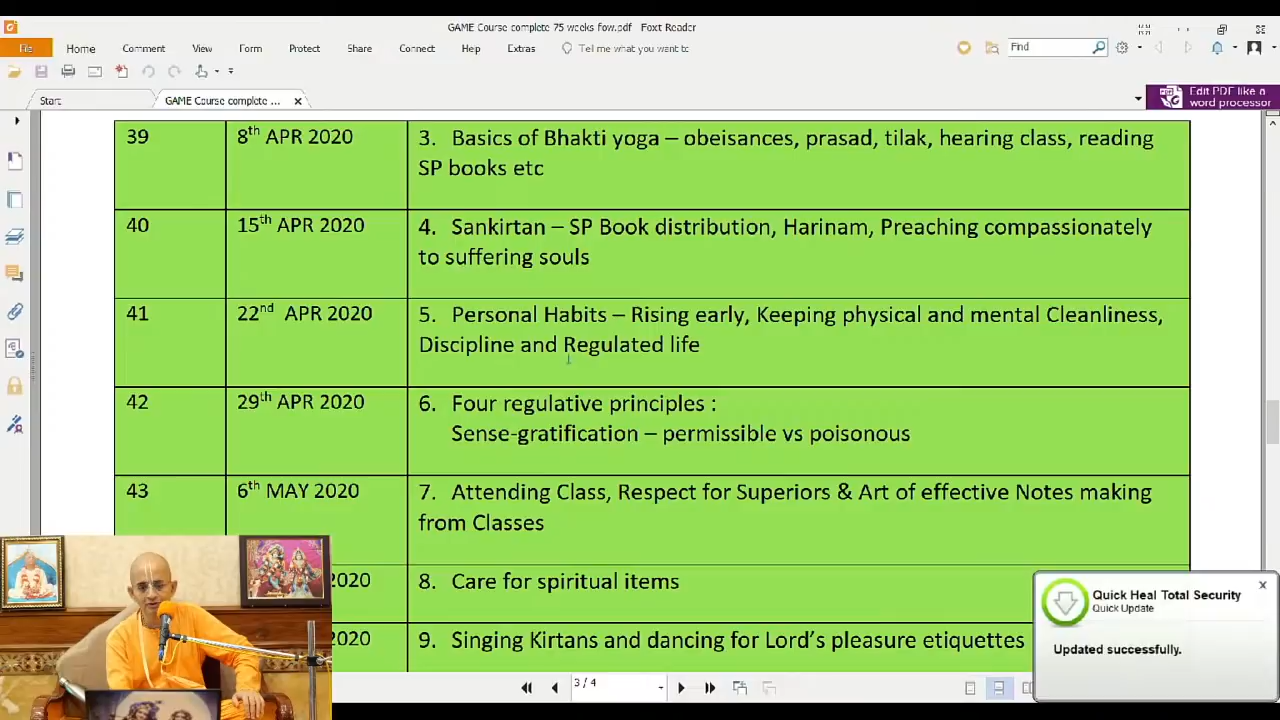 GAME Course complete 75 weeks fow.pdf - Foxt Reader
File Home Comment View Form Protect Share Connect Help Extras Tell me what you want to Find
Start GAME Course complete ... Edit PDF like a
word processor
39 8th APR 2020 3. Basics of Bhakti yoga – obeisances, prasad, tilak, hearing class, reading
SP books etc
40 15th APR 2020 4. Sankirtan – SP Book distribution, Harinam, Preaching compassionately
to suffering souls
41 22nd APR 2020 5. Personal Habits – Rising early, Keeping physical and mental Cleanliness,
Discipline and Regulated life
42 29th APR 2020 6. Four regulative principles :
Sense-gratification – permissible vs poisonous
43 6th MAY 2020 7. Attending Class, Respect for Superiors & Art of effective Notes making
from Classes
2020 8. Care for spiritual items
2020 9. Singing Kirtans and dancing for Lord's pleasure etiquettes
Quick Heal Total Security
Quick Update
Updated successfully.
3 / 4